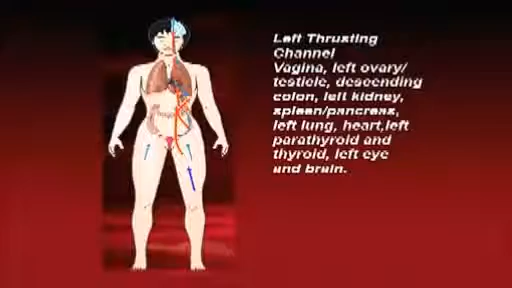 Left Thrusting
Channel
Vagina, left ovary/
testicle, descending
colon, left kidney,
spleen/pancreas,
left lung, heart,left
parathyroid and
thyroid, left eye
and brain.